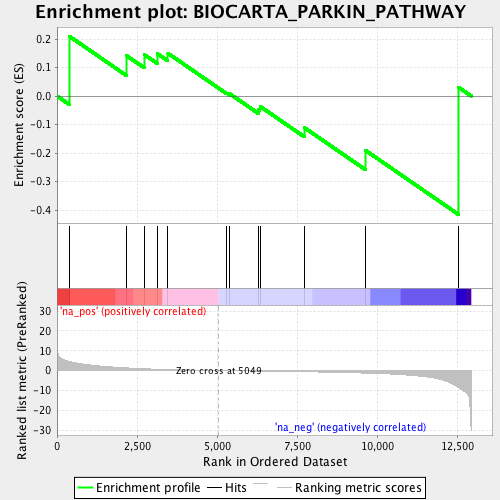 Enrichment plot: BIOCARTA_PARKIN_PATHWAY
Enrichment score (ES)
0.2
0.1
0.0
-0.1
-0.2
-0.3
-0.4
'na_pos' (positively correlated)
Ranked list metric (PreRanked)
30
20
10
0
-10
-20
-30
Zero cross at 5049
'na_neg' (negatively correlated)
0
2,500
5,000
7,500
10,000
12,500
Rank in Ordered Dataset
Enrichment profile
Hits
Ranking metric scores